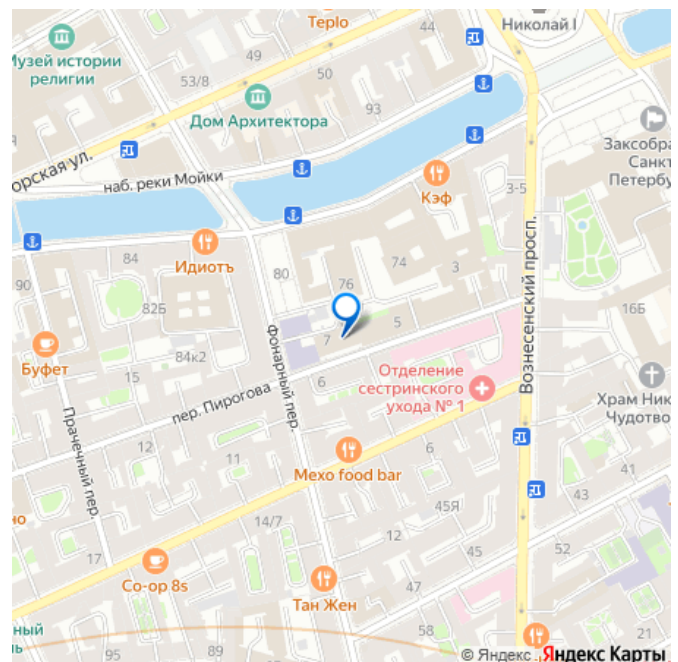 Teplo
Николай I
44
Музей истории
религии
49
50
53/8
93
Дом Архитектора
Заксобра
Санкт
Петербу
орская ул.
наб. реки Мойки
Кэф
3-5
Идиотъ
84
80
76
74
3
90
82Б
16Б
Буфет
84к2
7
5
Фонарный пер.
Вознесенский просп.
15
6
Отделение
сестринского
ухода № 1
Храм Ник
Чудотво
пер. Пирогова
Прачечный пер.
12
11
6
Mexo food bar
41
43
но
14/7
45Я
17
12
45
52
Co-op 8s
47
Тан Жен
58
ный
ль
95
89
© Яндекс
Яндекс Карты